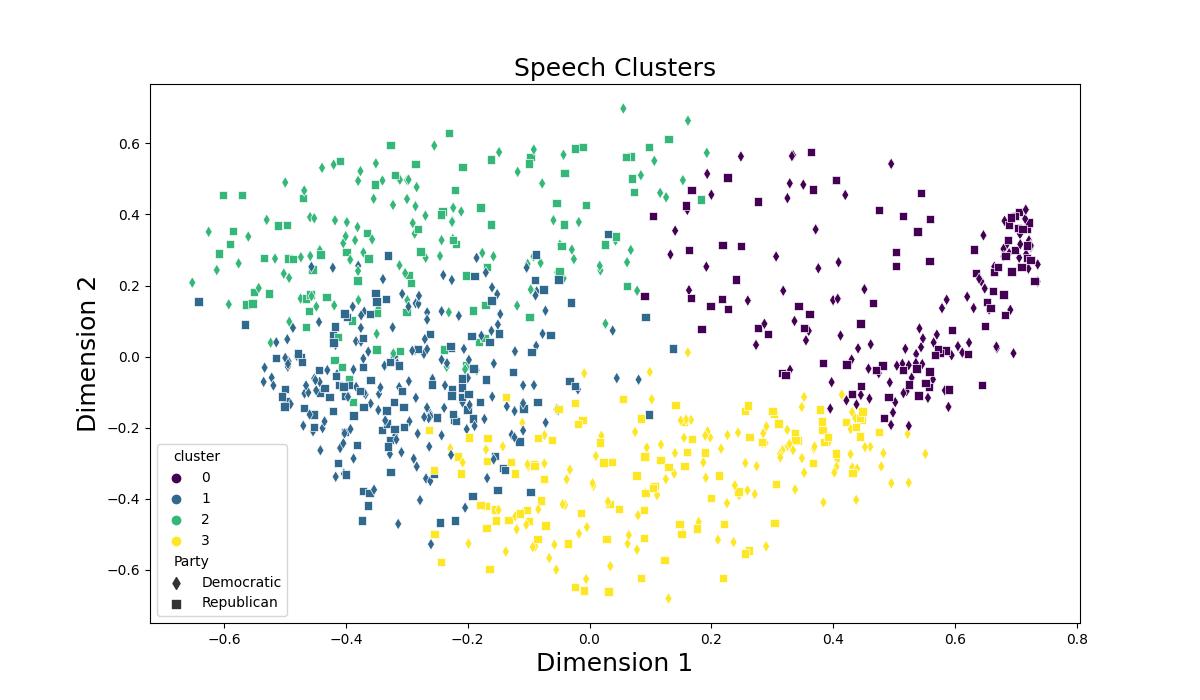 Speech Clusters
Dimension 2
0.6
0.4
0.2
0.0
−0.2
−0.4
−0.6
cluster
0
1
2
3
Party
Democratic
Republican
−0.6 −0.4 −0.2 0.0 0.2 0.4 0.6 0.8
Dimension 1